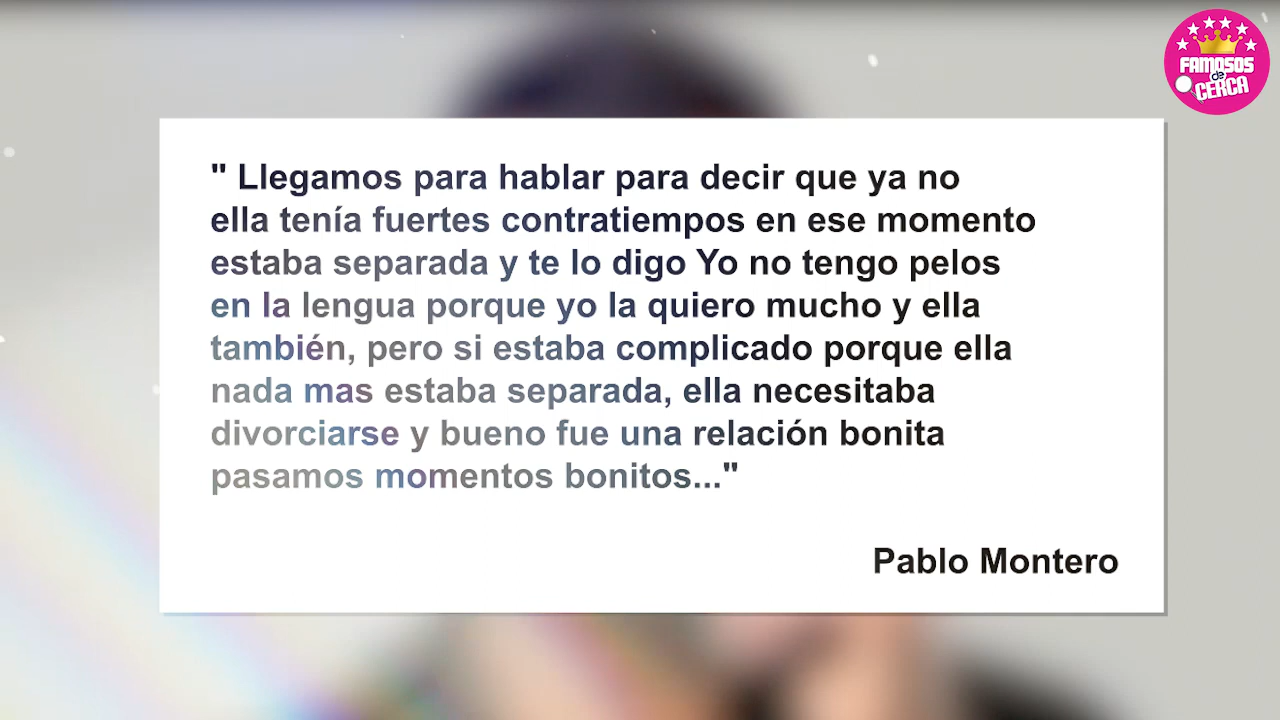 FAMOSOS
de
CERCA
" Llegamos para hablar para decir que ya no
ella tenía fuertes contratiempos en ese momento
estaba separada y te lo digo Yo no tengo pelos
en la lengua porque yo la quiero mucho y ella
también, pero si estaba complicado porque ella
nada mas estaba separada, ella necesitaba
divorciarse y bueno fue una relación bonita
pasamos momentos bonitos..."
Pablo Montero